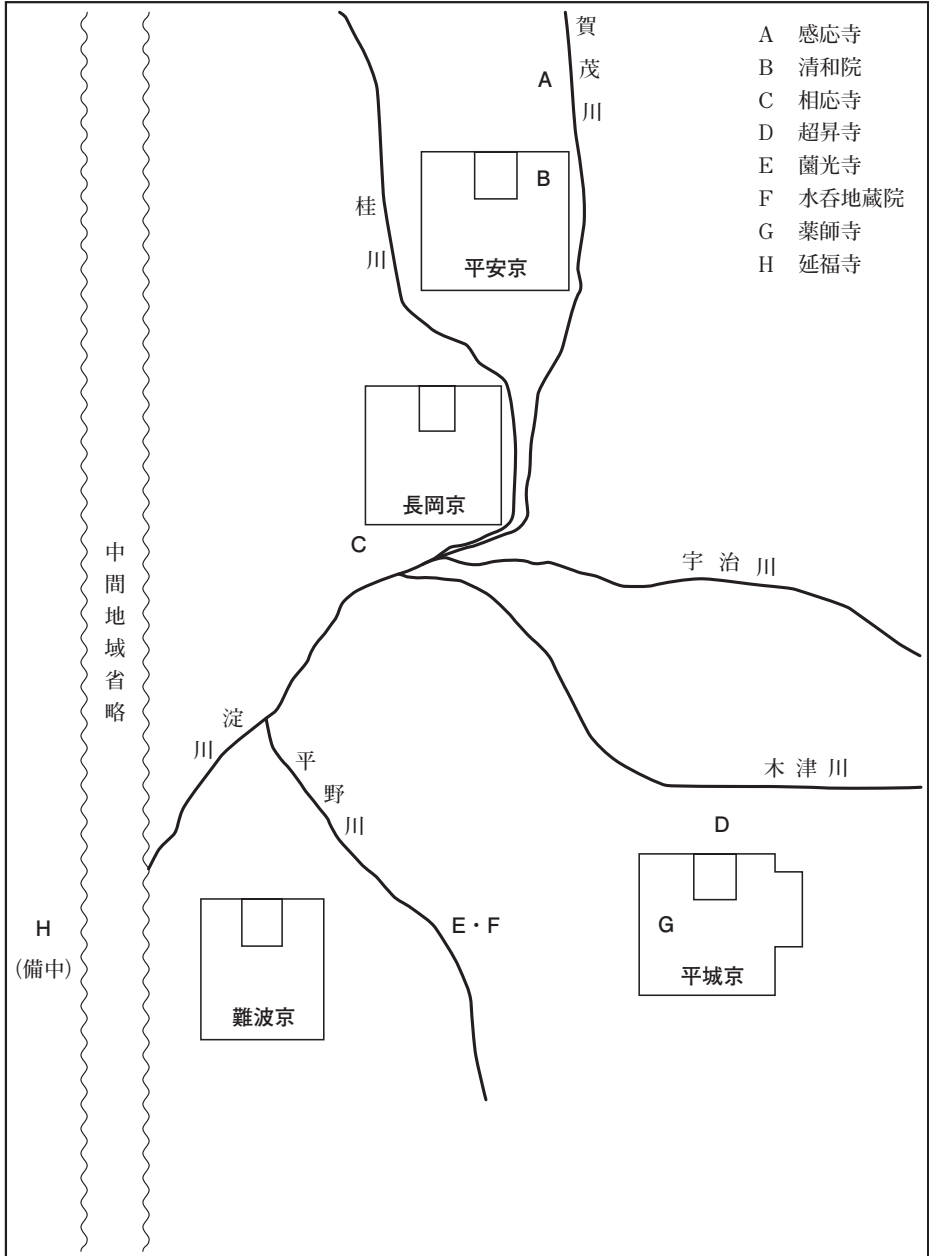 A 感応寺
B 清和院
C 相応寺
D 超昇寺
E 薗光寺
F 水呑地蔵院
G 薬師寺
H 延福寺
賀茂川
A
B
平安京
桂川
長岡京
C
中間地域省略
宇治川
淀川
平野川
木津川
D
H
(備中)
E・F
G
平城京
難波京